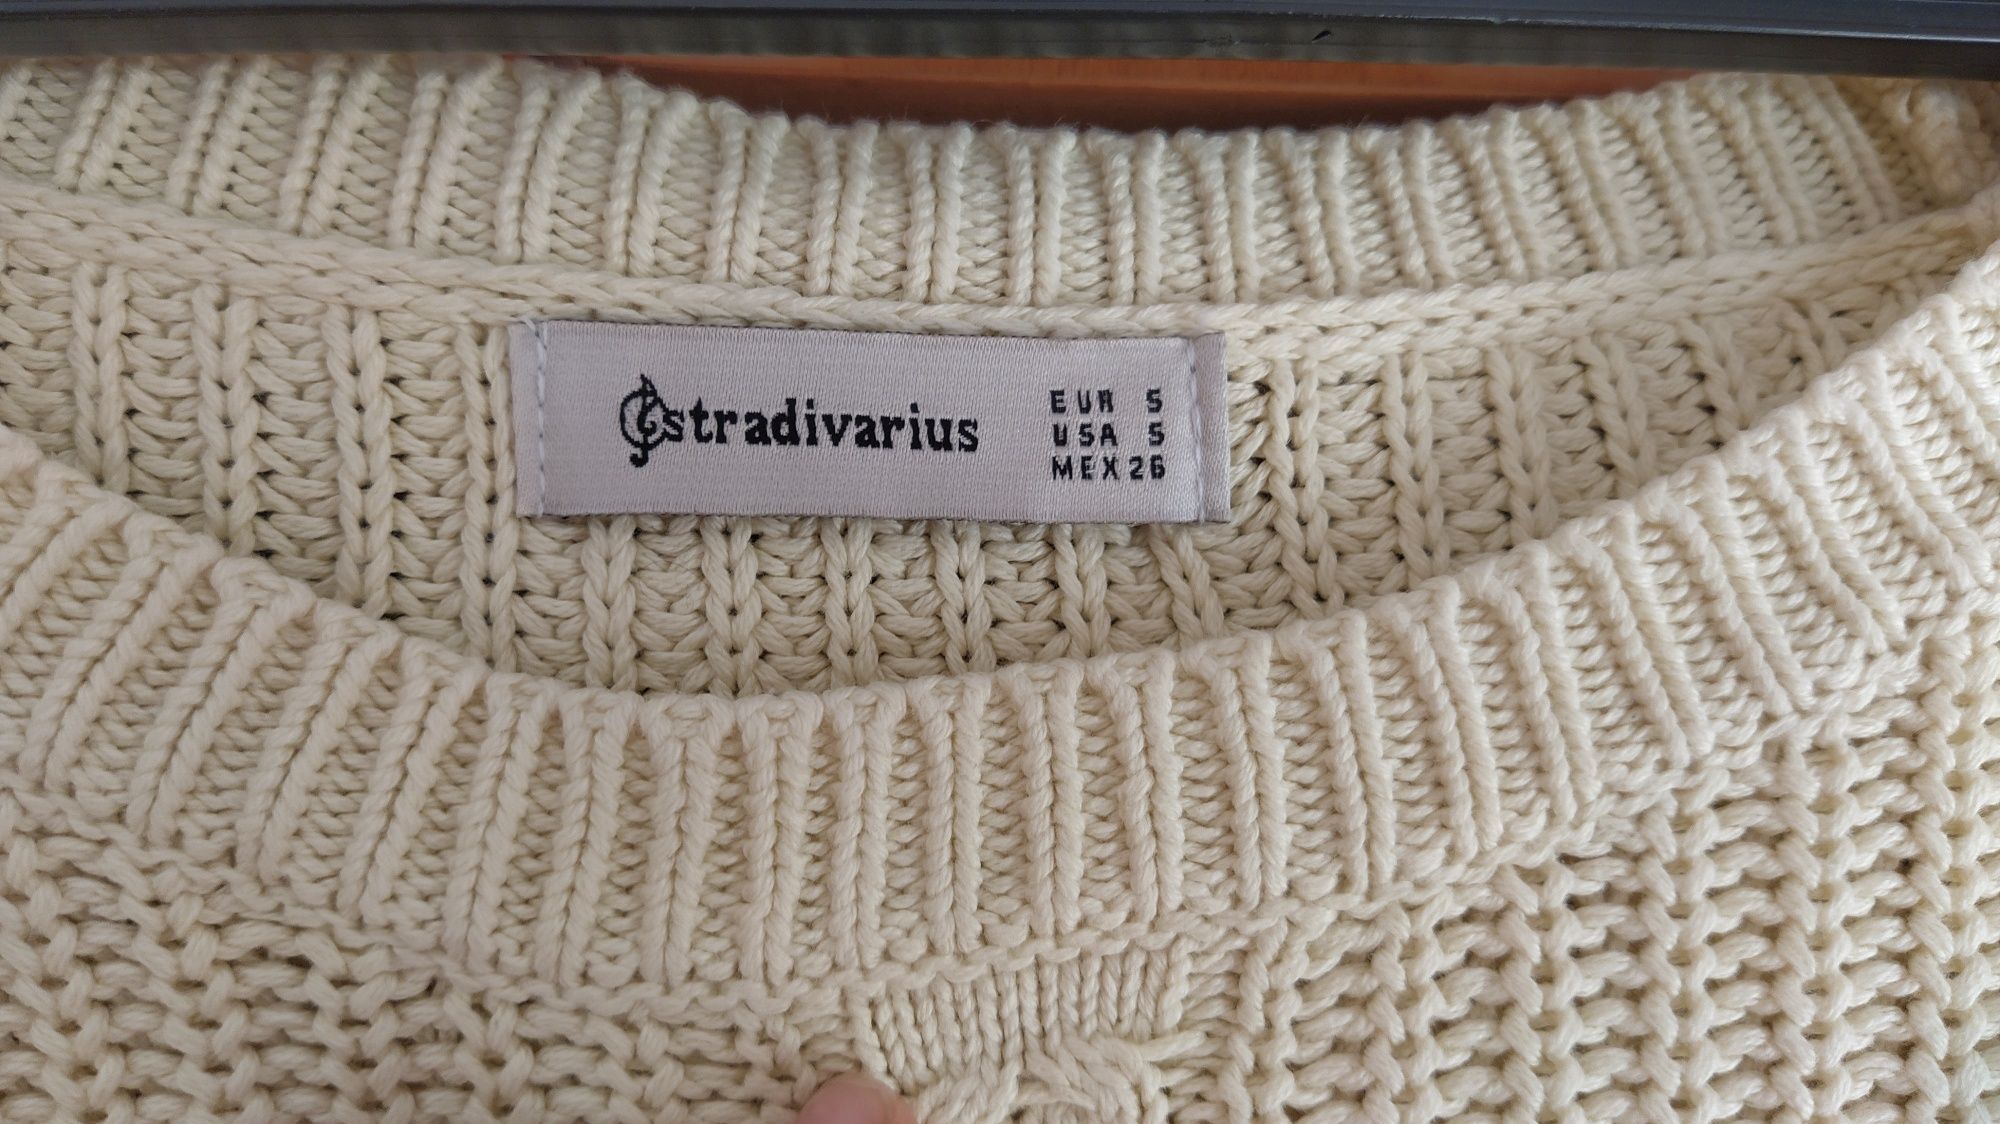 stradivarius
EUR S
USA S
MEX 26